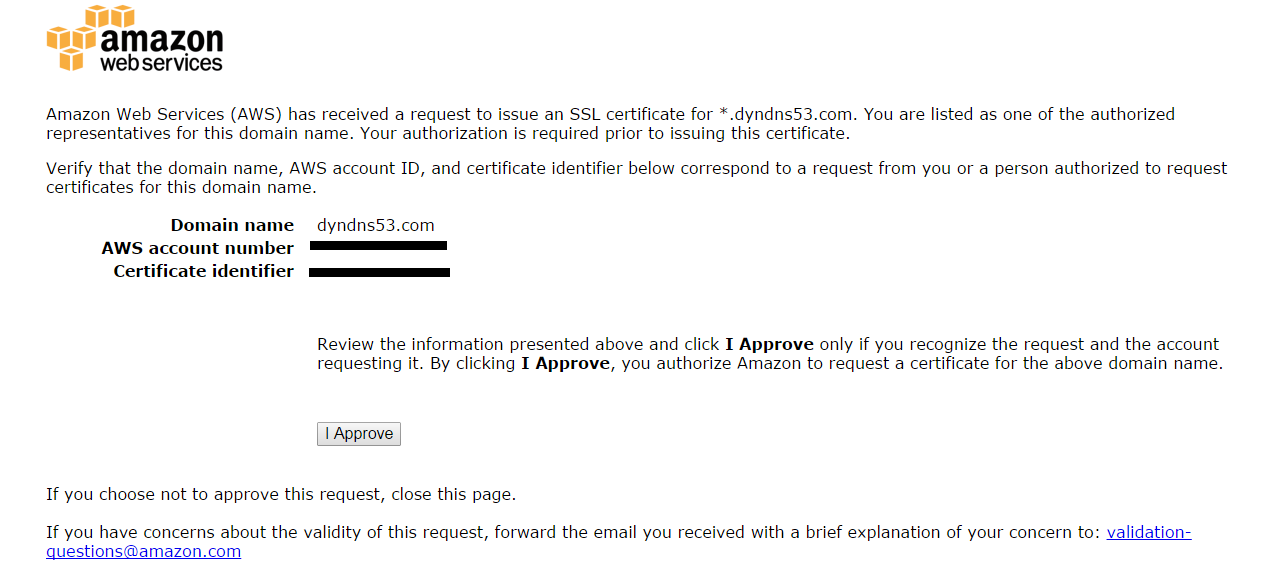 amazon
web services
Amazon Web Services (AWS) has received a request to issue an SSL certificate for *.dyndns53.com. You are listed as one of the authorized
representatives for this domain name. Your authorization is required prior to issuing this certificate.
Verify that the domain name, AWS account ID, and certificate identifier below correspond to a request from you or a person authorized to request
certificates for this domain name.
Domain name dyndns53.com
AWS account number
Certificate identifier
Review the information presented above and click I Approve only if you recognize the request and the account
requesting it. By clicking I Approve, you authorize Amazon to request a certificate for the above domain name.
I Approve
If you choose not to approve this request, close this page.
If you have concerns about the validity of this request, forward the email you received with a brief explanation of your concern to: validation-
questions@amazon.com